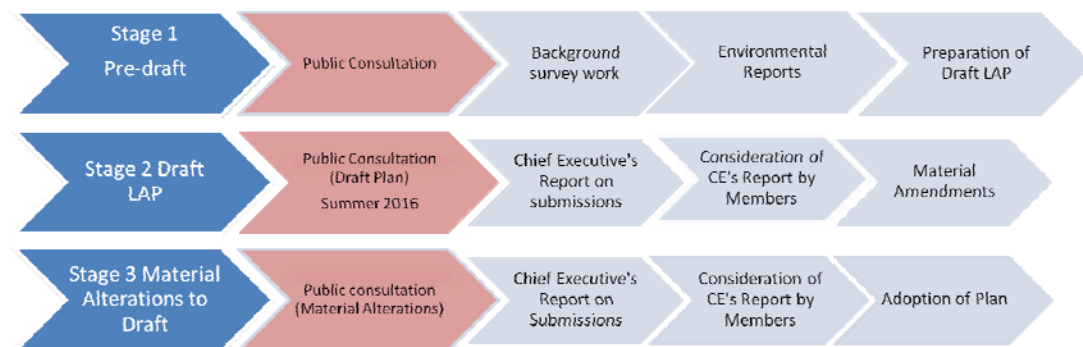 Stage 1
Pre-draft
Public Consultation
Background
survey work
Environmental
Reports
Preparation of
Draft LAP
Stage 2 Draft
LAP
Public Consultation
(Draft Plan)
Summer 2016
Chief Executive's
Report on
submissions
Consideration of
CE's Report by
Members
Material
Amendments
Stage 3 Material
Alterations to
Draft
Public consultation
(Material Alterations)
Chief Executive's
Report on
Submissions
Consideration of
CE's Report by
Members
Adoption of Plan